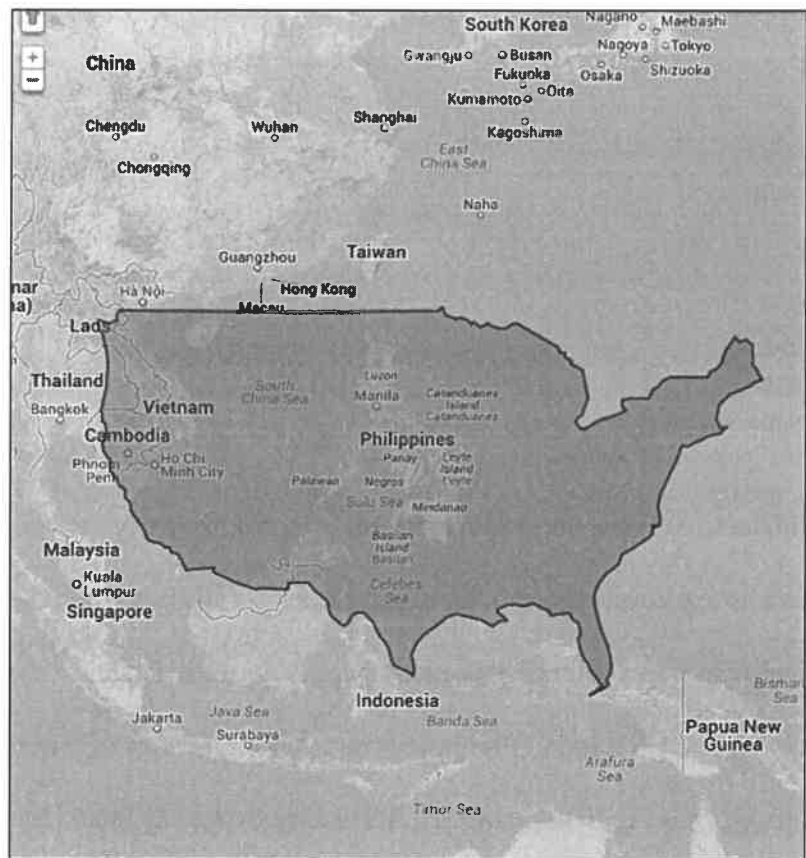 South Korea
Nagano
Maebashi
Gwangju
Busan
Nagoya
Tokyo
China
Fukuoka
Osaka
Shizuoka
Oita
Kumamoto
Chengdu
Wuhan
Shanghai
Kagoshima
Chongqing
East
China Sea
Naha
Guangzhou
Taiwan
nar
Hà Nội
Hong Kong
Macau
Laos
Thailand
South
China Sea
Luzon
Manila
Catanduanes
Island
Catanduanes
Bangkok
Vietnam
Cambodia
Philippines
Phnom
Penh
Ho Chi
Minh City
Panay
Leyte
Island
Leyte
Palawan
Negros
Sulu Sea
Mindanao
Basilan
Island
Basilan
Malaysia
Kuala
Lumpur
Singapore
Celebes
Sea
Indonesia
Bismar
Sea
Jakarta
Java Sea
Surabaya
Banda Sea
Papua New
Guinea
Arafura
Sea
Timor Sea